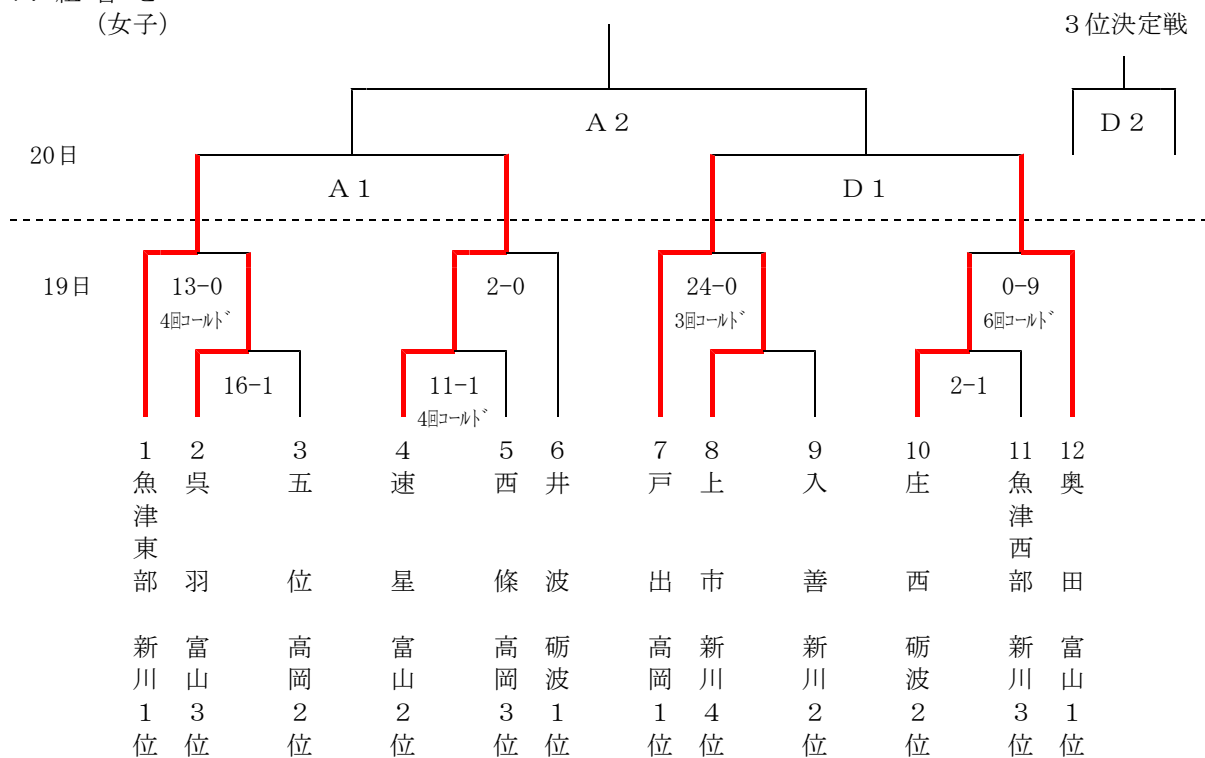 (女子)
３位決定戦
Ａ２
Ｄ２
20日
Ａ１
Ｄ１
19日
13-0
4回ｺｰﾙﾄﾞ
2-0
24-0
3回ｺｰﾙﾄﾞ
0-9
6回ｺｰﾙﾄﾞ
16-1
11-1
4回ｺｰﾙﾄﾞ
2-1
1
魚津東部
新川1位
2
呉羽
富山3位
3
五位
高岡2位
4
速星
富山2位
5
西條
高岡3位
6
井波
砺波1位
7
戸出
高岡1位
8
上市
新川4位
9
入善
新川2位
10
庄西
砺波2位
11
魚津西部
新川3位
12
奥田
富山1位